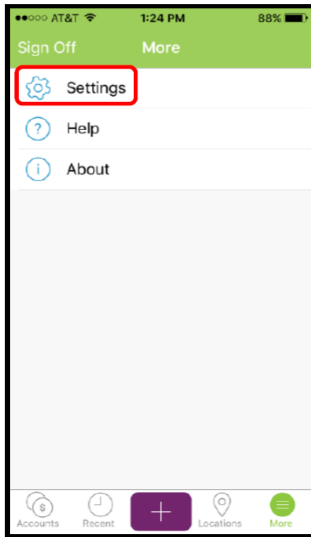 AT&T 1:24 PM 88%
Sign Off More
Settings
? Help
i About
$
Accounts Recent + Locations More